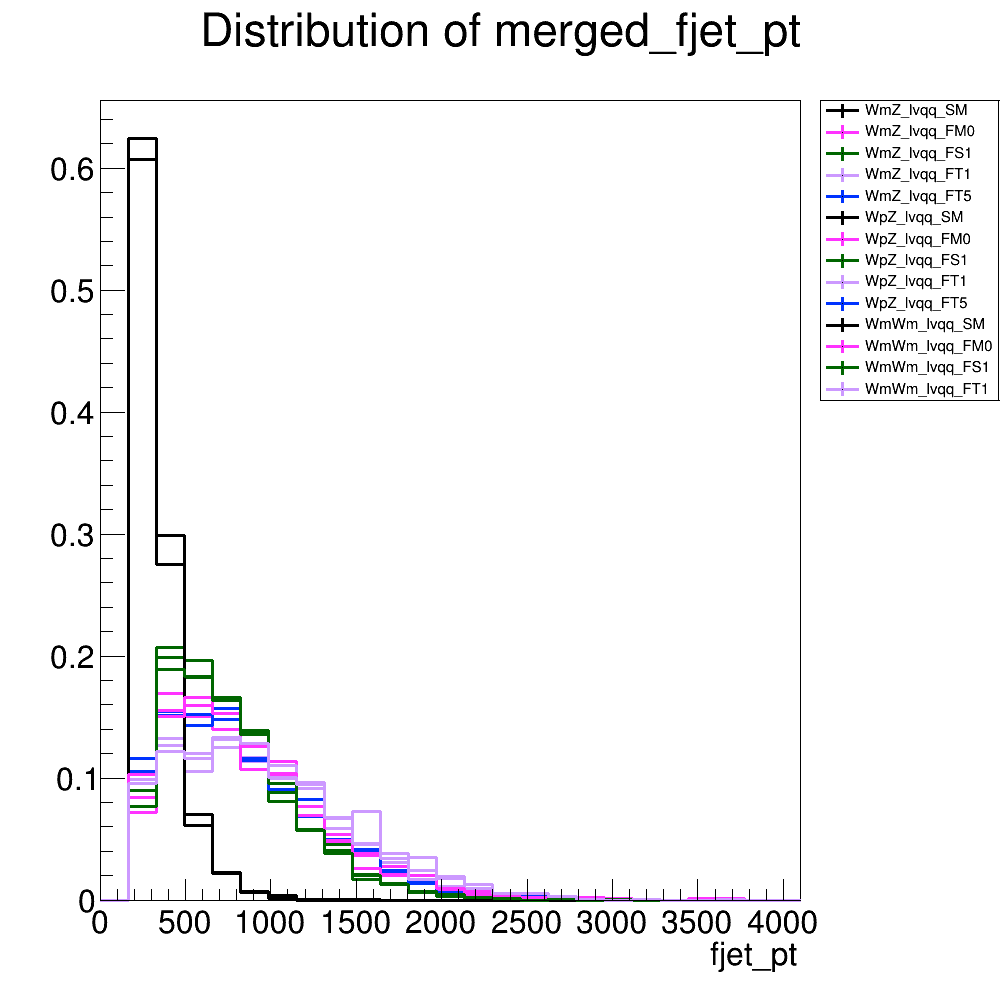 Distribution of merged_fjet_pt
WmZ_lvqq_SM
WmZ_lvqq_FM0
WmZ_lvqq_FS1
WmZ_lvqq_FT1
WmZ_lvqq_FT5
WpZ_lvqq_SM
WpZ_lvqq_FM0
WpZ_lvqq_FS1
WpZ_lvqq_FT1
WpZ_lvqq_FT5
WmWm_lvqq_SM
WmWm_lvqq_FM0
WmWm_lvqq_FS1
WmWm_lvqq_FT1
0.6
0.5
0.4
0.3
0.2
0.1
0
0 500 1000 1500 2000 2500 3000 3500 4000
fjet_pt